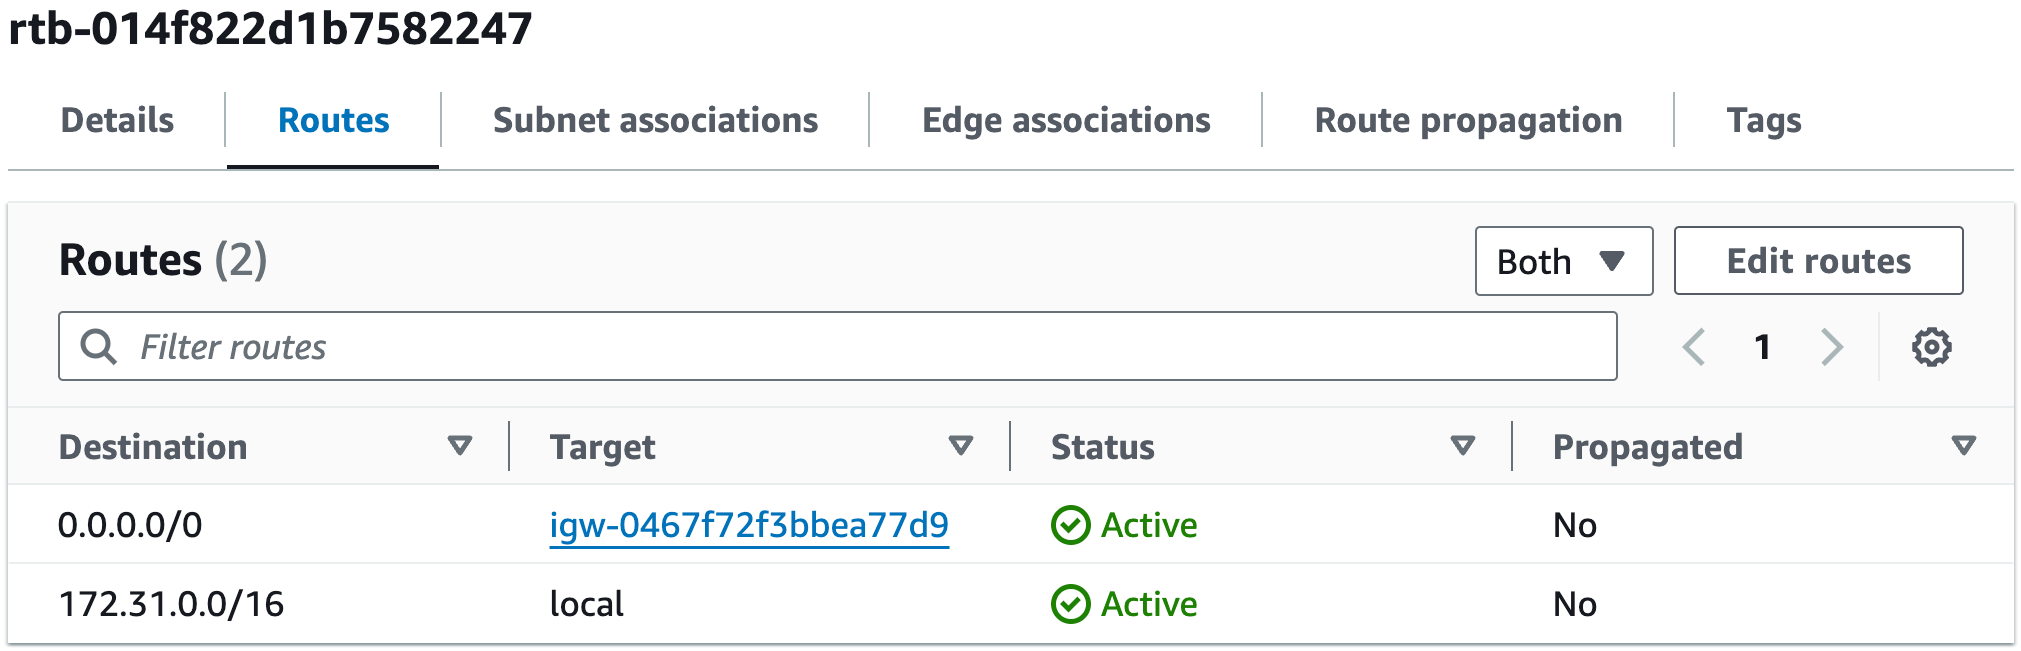 rtb-014f822d1b7582247
Details Routes Subnet associations Edge associations Route propagation Tags
Routes (2) Both Edit routes
Filter routes 1
Destination Target Status Propagated
0.0.0.0/0 igw-0467f72f3bbea77d9 Active No
172.31.0.0/16 local Active No